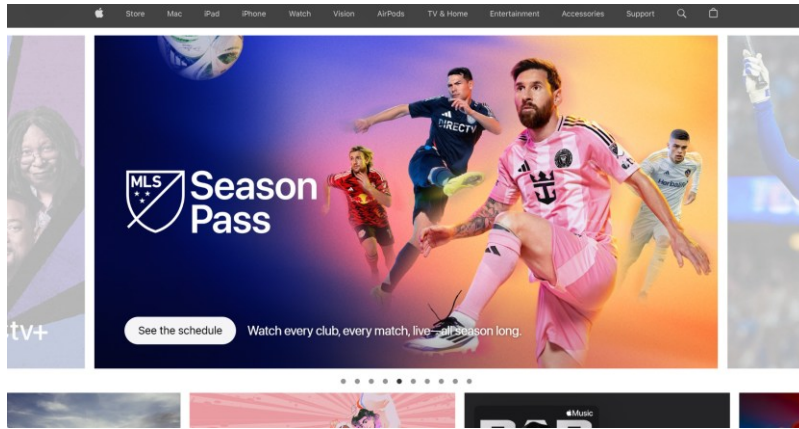 Store Mac iPad iPhone Watch Vision AirPods TV & Home Entertainment Accessories Support
MLS
Season
Pass
DIRECTV
Herbalife
tv+
See the schedule
Watch every club, every match, live—all season long.
Music